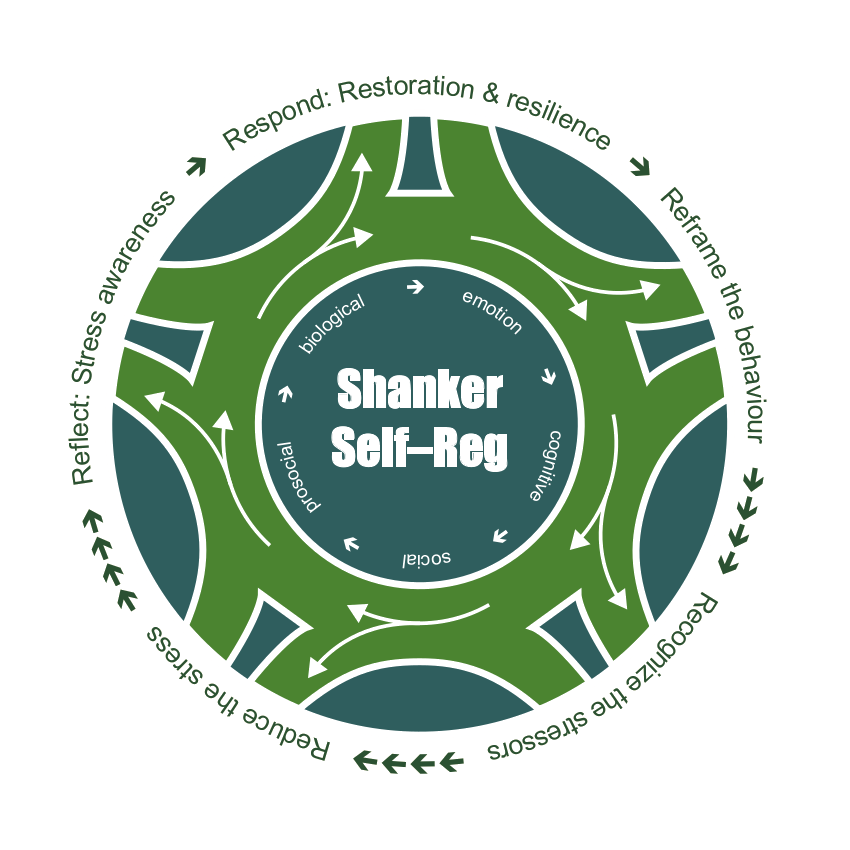 Respond: Restoration & resilience
Reframe the behaviour
Recognize the stressors
Reduce the stress
Reflect: Stress awareness
biological
emotion
cognitive
social
prosocial
Shanker
Self–Reg